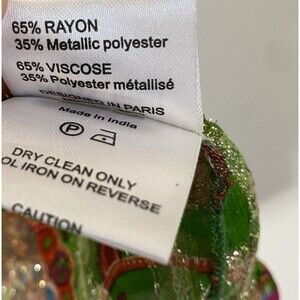 65% RAYON
35% Metallic polyester
65% VISCOSE
35% Polyester métallisé
DESIGNED IN PARIS
Made in India
P
DRY CLEAN ONLY
OL IRON ON REVERSE
CAUTION